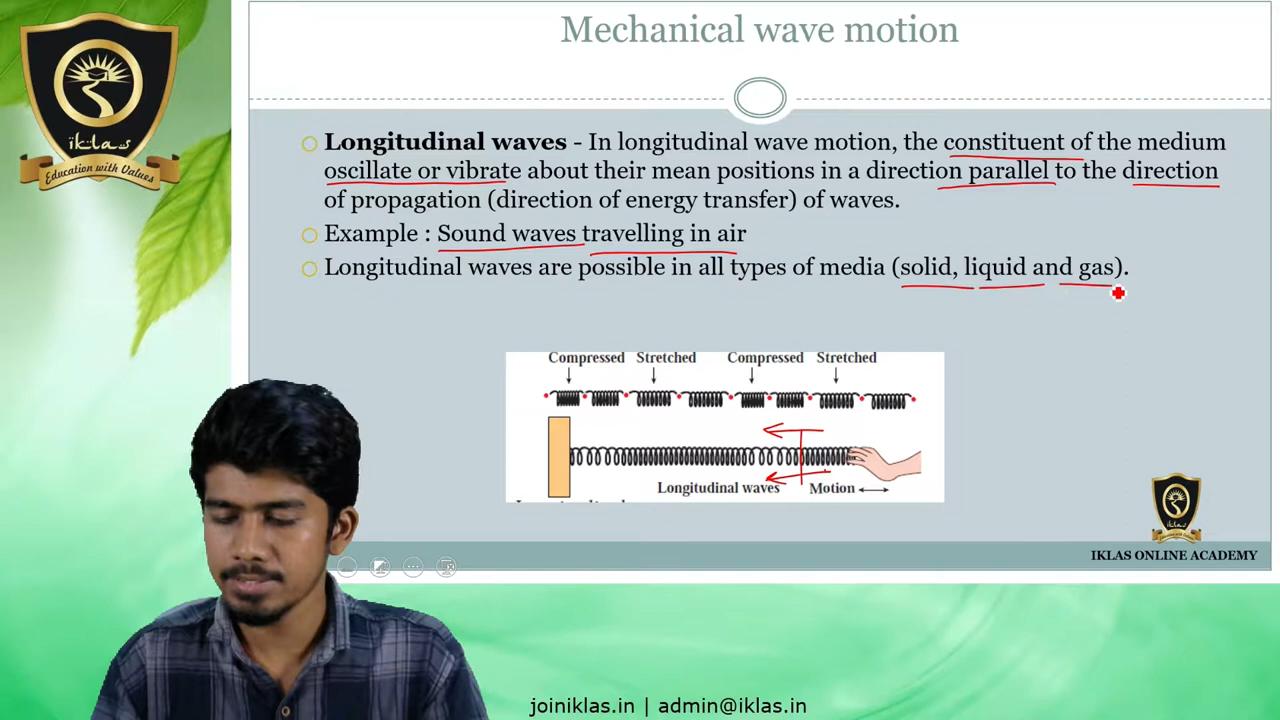 Mechanical wave motion
iklas
Education with Values
Longitudinal waves - In longitudinal wave motion, the constituent of the medium
oscillate or vibrate about their mean positions in a direction parallel to the direction
of propagation (direction of energy transfer) of waves.
Example : Sound waves travelling in air
Longitudinal waves are possible in all types of media (solid, liquid and gas).
Compressed Stretched Compressed Stretched
Longitudinal waves Motion
iklas
IKLAS ONLINE ACADEMY
joiniklas.in | admin@iklas.in